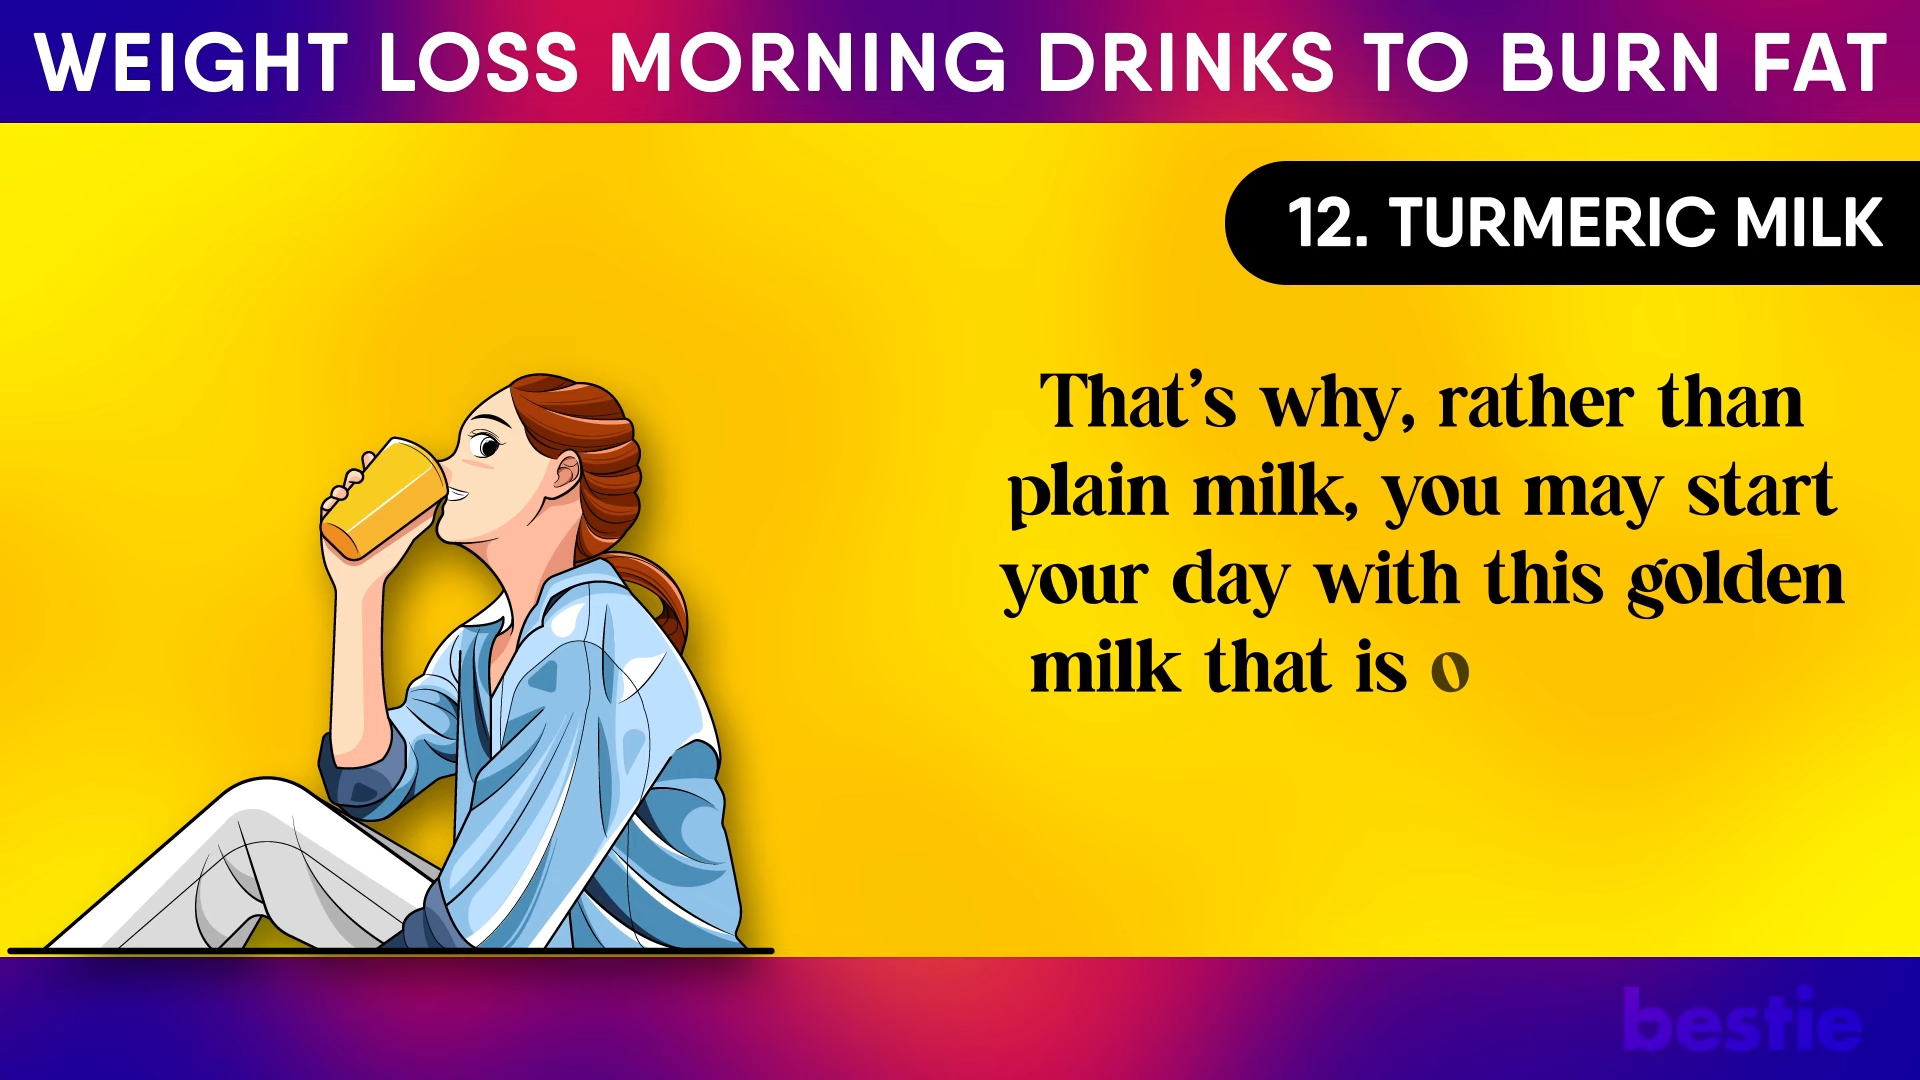 WEIGHT LOSS MORNING DRINKS TO BURN FAT
12. TURMERIC MILK
That’s why, rather than
plain milk, you may start
your day with this golden
milk that is o
bestie